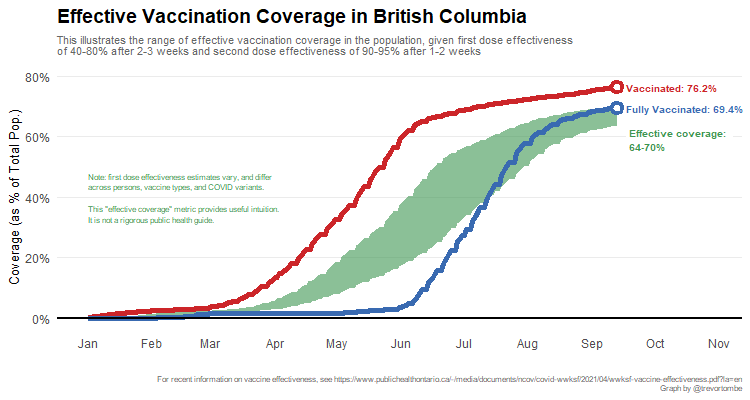 Effective Vaccination Coverage in British Columbia
This illustrates the range of effective vaccination coverage in the population, given first dose effectiveness
of 40-80% after 2-3 weeks and second dose effectiveness of 90-95% after 1-2 weeks
Coverage (as % of Total Pop.)
80%
60%
40%
20%
0%
Vaccinated: 76.2%
Fully Vaccinated: 69.4%
Effective coverage:
64-70%
Note: first dose effectiveness estimates vary, and differ
across persons, vaccine types, and COVID variants.
This "effective coverage" metric provides useful intuition.
It is not a rigorous public health guide.
Jan Feb Mar Apr May Jun Jul Aug Sep Oct Nov
For recent information on vaccine effectiveness, see https://www.publichealthontario.ca/-/media/documents/ncov/covid-wwksf/2021/04/wwksf-vaccine-effectiveness.pdf?la=en
Graph by @trevortombe